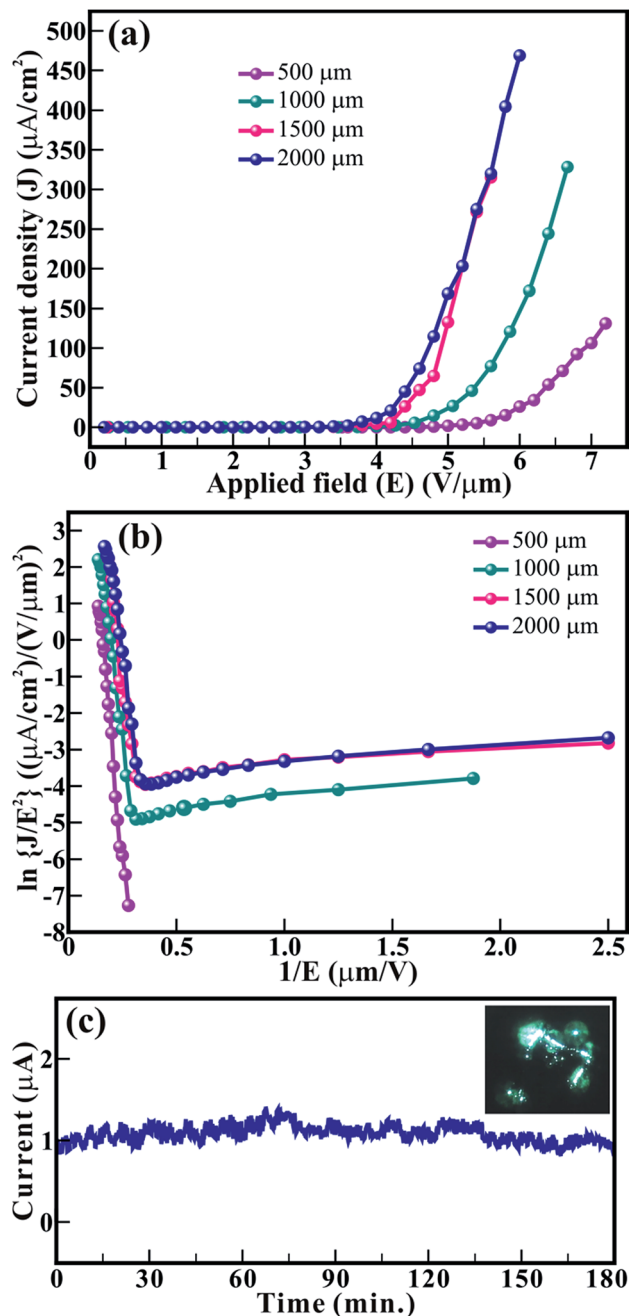 (a)
500
450
400
350
300
250
200
150
100
50
0
Current density (J) (μA/cm²)
500 μm
1000 μm
1500 μm
2000 μm
0 1 2 3 4 5 6 7
Applied field (E) (V/μm)
(b)
3
2
1
0
-1
-2
-3
-4
-5
-6
-7
-8
ln {J/E²} ((μA/cm²)/(V/μm)²)
500 μm
1000 μm
1500 μm
2000 μm
0 0.5 1.0 1.5 2.0 2.5
1/E (μm/V)
(c)
2
1
0
Current (μA)
0 30 60 90 120 150 180
Time (min.)